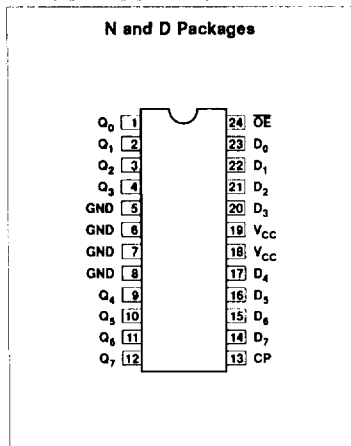 N and D Packages
Q0 1 24 O̅E̅
Q1 2 23 D0
Q2 3 22 D1
Q3 4 21 D2
GND 5 20 D3
GND 6 19 VCC
GND 7 18 VCC
GND 8 17 D4
Q4 9 16 D5
Q5 10 15 D6
Q6 11 14 D7
Q7 12 13 CP